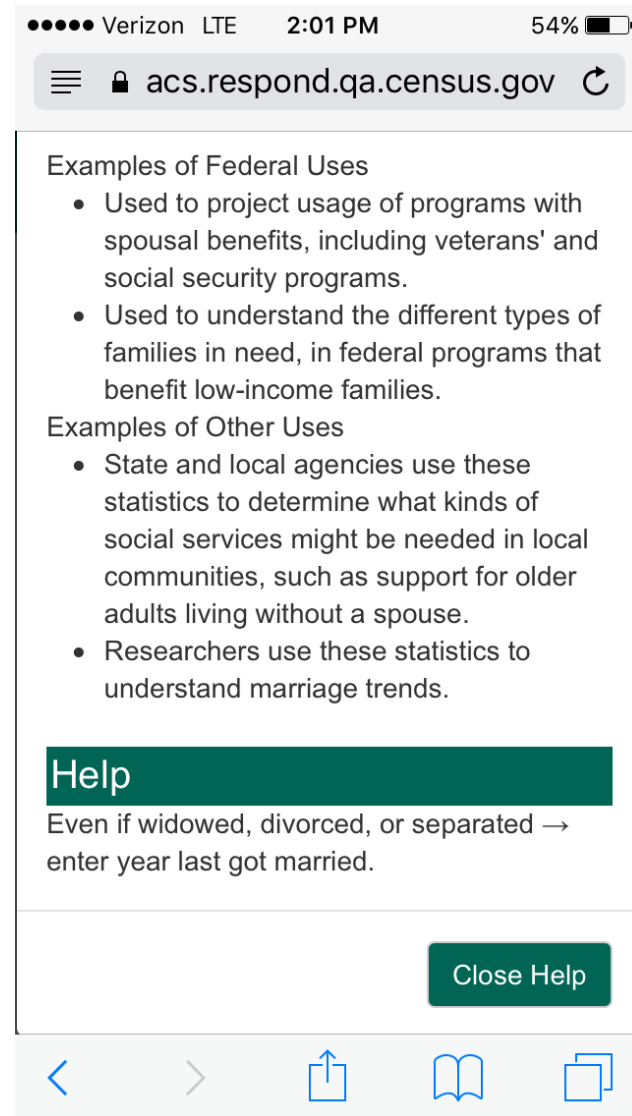 Verizon LTE 2:01 PM 54%
acs.respond.qa.census.gov
Examples of Federal Uses
• Used to project usage of programs with
spousal benefits, including veterans' and
social security programs.
• Used to understand the different types of
families in need, in federal programs that
benefit low-income families.
Examples of Other Uses
• State and local agencies use these
statistics to determine what kinds of
social services might be needed in local
communities, such as support for older
adults living without a spouse.
• Researchers use these statistics to
understand marriage trends.
Help
Even if widowed, divorced, or separated →
enter year last got married.
Close Help